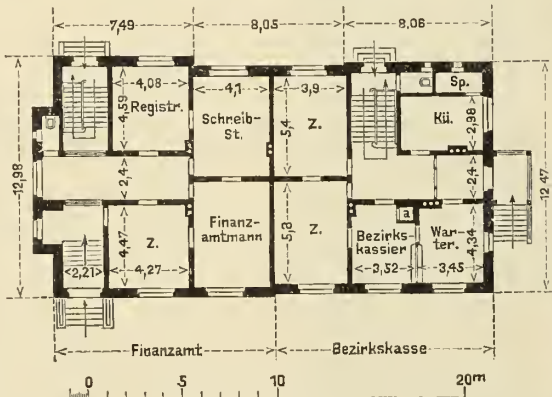 7,49 8,05 8,06
4,08
4,59
Registr.
4,1
3,9
Schreib-
St.
5,4
Z.
Sp.
Kü.
2,98
12,98
2,4
2,4
12,47
4,47
Z.
2,21
4,27
Finanz-
amtmann
5,3
Z.
a
Bezirks-
kassier
War-
ter.
4,34
3,52
3,45
Finanzamt
Bezirkskasse
0 5 10 20m